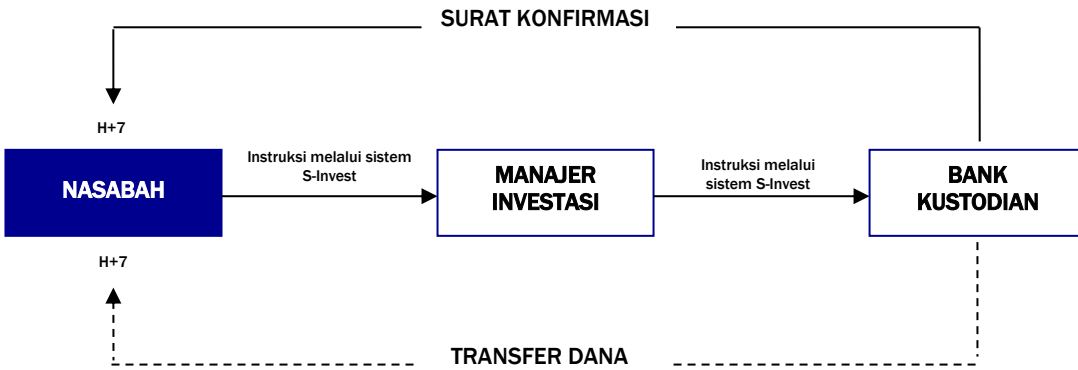 SURAT KONFIRMASI
H+7
NASABAH
Instruksi melalui sistem
S-Invest
MANAJER
INVESTASI
Instruksi melalui
sistem S-Invest
BANK
KUSTODIAN
H+7
TRANSFER DANA